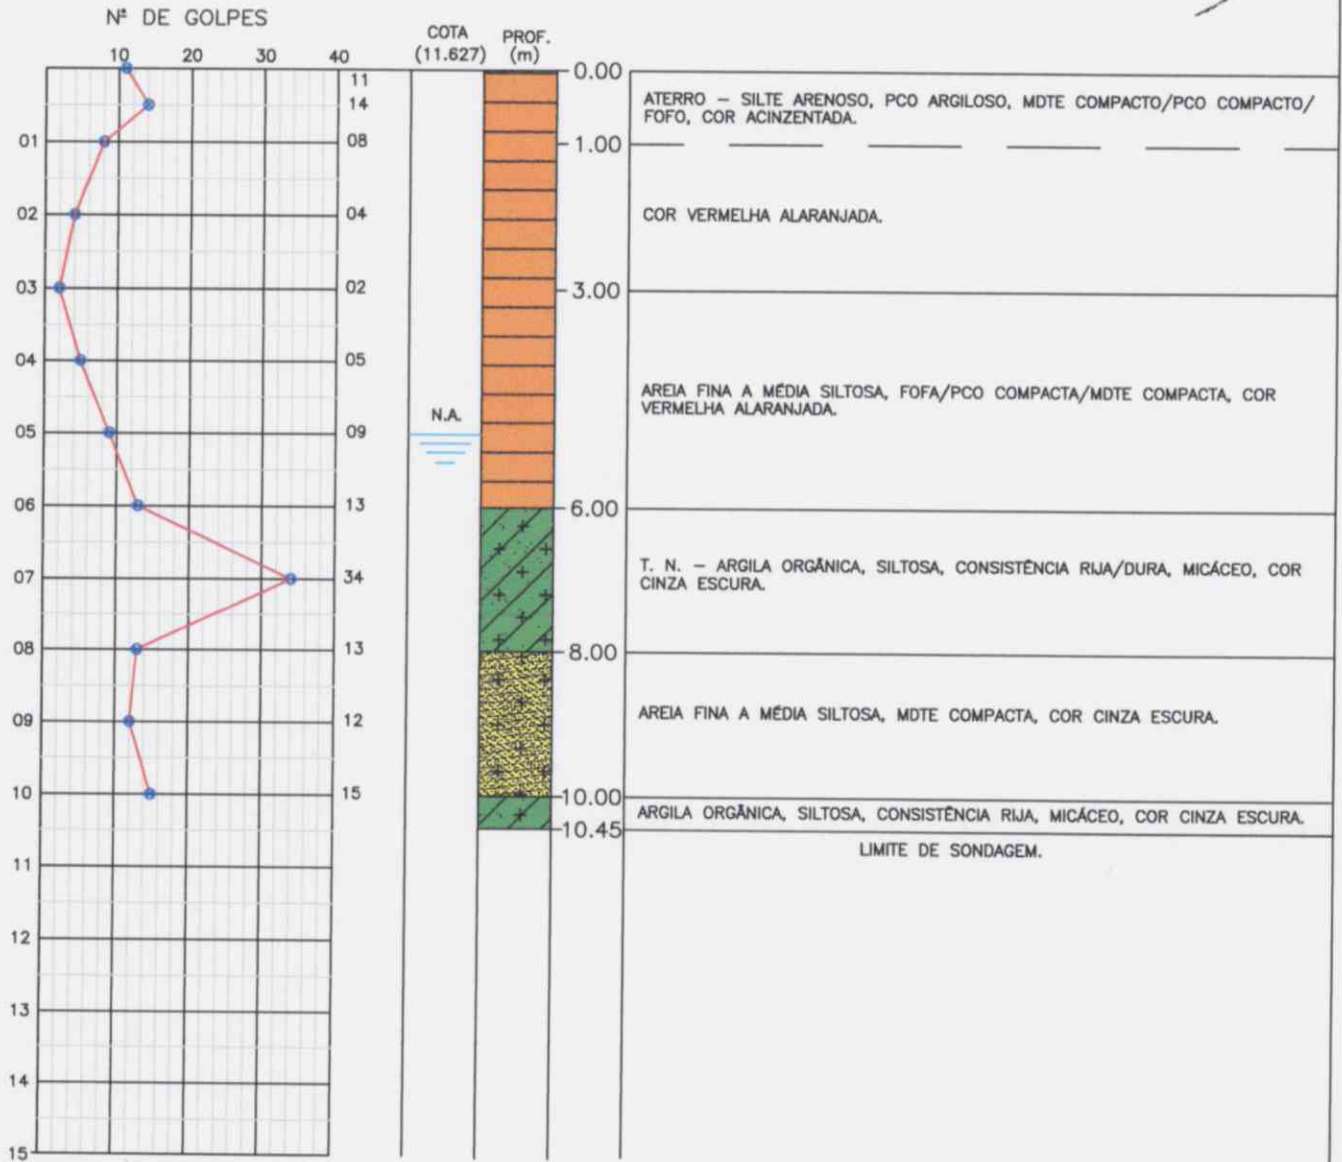 Nª DE GOLPES
COTA
(11.627)
PROF.
(m)
10 20 30 40
11
14
01 08
02 04
03 02
04 05
05 09
06 13
07 34
08 13
09 12
10 15
11
12
13
14
15
N.A.
0.00
ATERRO – SILTE ARENOSO, PCO ARGILOSO, MDTE COMPACTO/PCO COMPACTO/
FOFO, COR ACINZENTADA.
1.00
COR VERMELHA ALARANJADA.
3.00
AREIA FINA A MÉDIA SILTOSA, FOFA/PCO COMPACTA/MDTE COMPACTA, COR
VERMELHA ALARANJADA.
6.00
T. N. – ARGILA ORGÂNICA, SILTOSA, CONSISTÊNCIA RIJA/DURA, MICÁCEO, COR
CINZA ESCURA.
8.00
AREIA FINA A MÉDIA SILTOSA, MDTE COMPACTA, COR CINZA ESCURA.
10.00
ARGILA ORGÂNICA, SILTOSA, CONSISTÊNCIA RIJA, MICÁCEO, COR CINZA ESCURA.
10.45
LIMITE DE SONDAGEM.